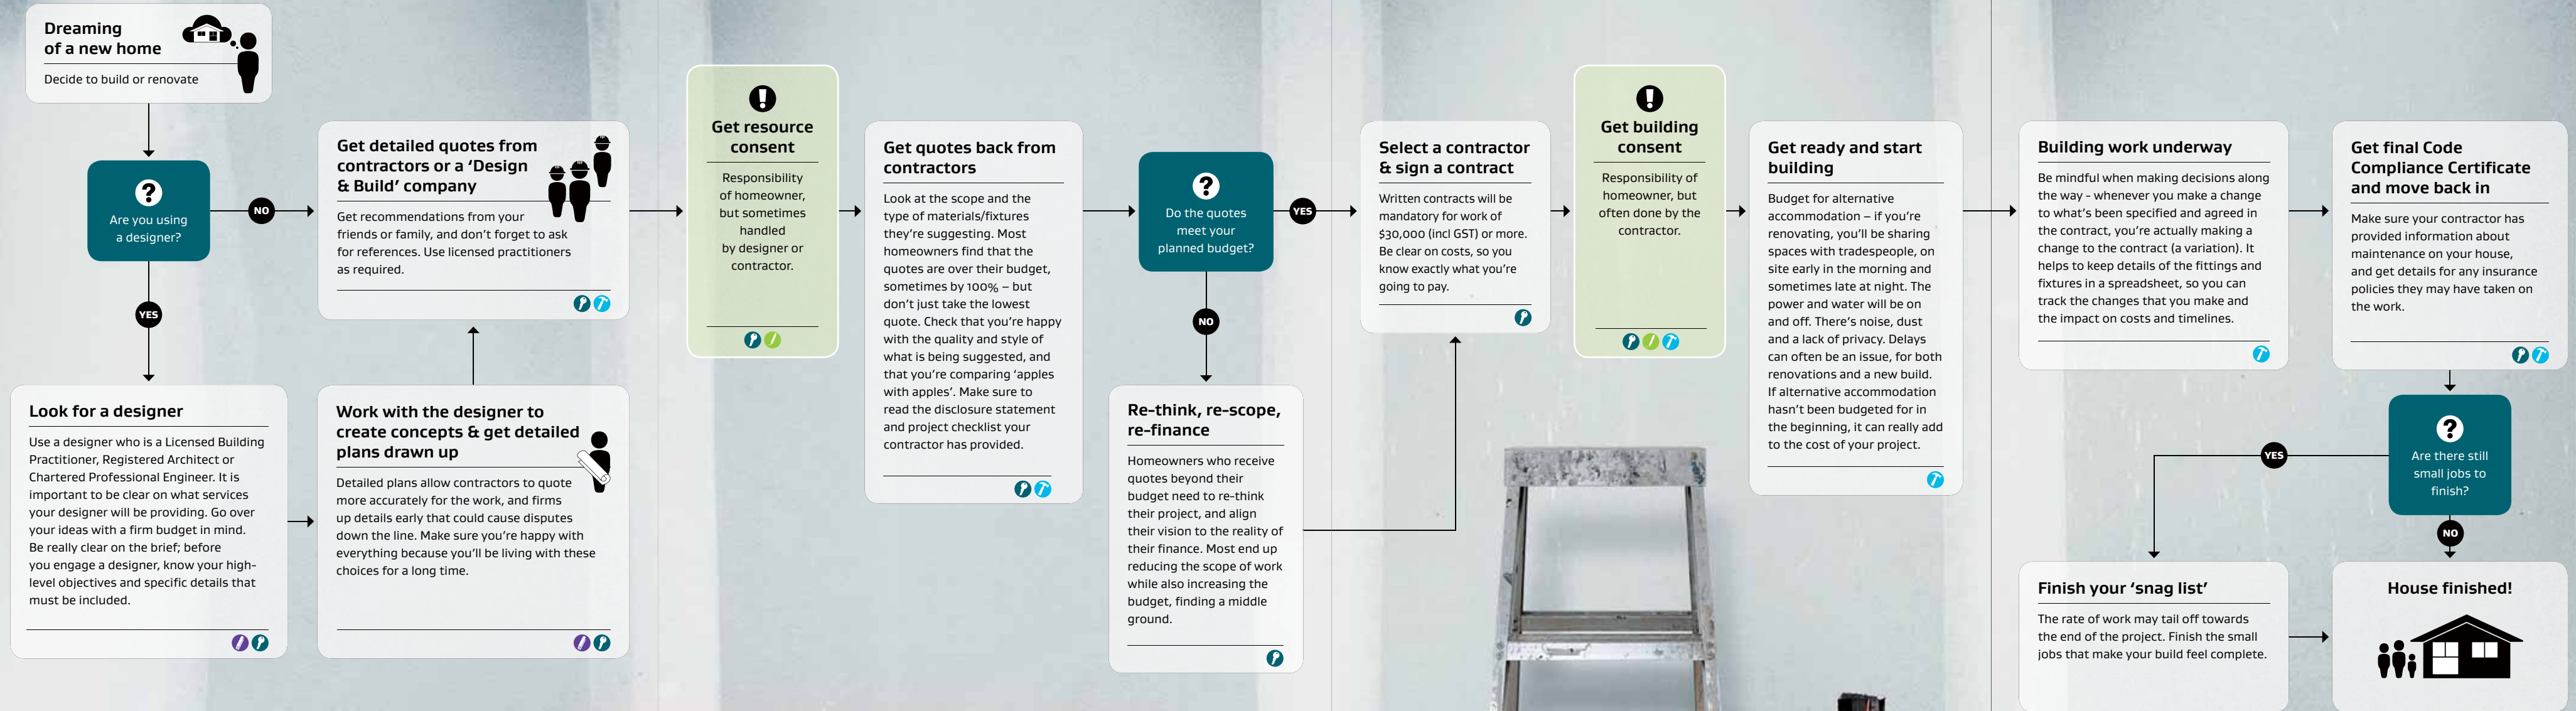 Dreaming
of a new home
Decide to build or renovate
?
Are you using
a designer?
NO
YES
Look for a designer
Use a designer who is a Licensed Building
Practitioner, Registered Architect or
Chartered Professional Engineer. It is
important to be clear on what services
your designer will be providing. Go over
your ideas with a firm budget in mind.
Be really clear on the brief; before
you engage a designer, know your high-
level objectives and specific details that
must be included.
Work with the designer to
create concepts & get detailed
plans drawn up
Detailed plans allow contractors to quote
more accurately for the work, and firms
up details early that could cause disputes
down the line. Make sure you're happy with
everything because you'll be living with these
choices for a long time.
Get detailed quotes from
contractors or a ‘Design
& Build’ company
Get recommendations from your
friends or family, and don't forget to ask
for references. Use licensed practitioners
as required.
!
Get resource
consent
Responsibility
of homeowner,
but sometimes
handled
by designer or
contractor.
Get quotes back from
contractors
Look at the scope and the
type of materials/fixtures
they're suggesting. Most
homeowners find that the
quotes are over their budget,
sometimes by 100% – but
don't just take the lowest
quote. Check that you're happy
with the quality and style of
what is being suggested, and
that you're comparing ‘apples
with apples’. Make sure to
read the disclosure statement
and project checklist your
contractor has provided.
?
Do the quotes
meet your
planned budget?
YES
NO
Re-think, re-scope,
re-finance
Homeowners who receive
quotes beyond their
budget need to re-think
their project, and align
their vision to the reality of
their finance. Most end up
reducing the scope of work
while also increasing the
budget, finding a middle
ground.
Select a contractor
& sign a contract
Written contracts will be
mandatory for work of
$30,000 (incl GST) or more.
Be clear on costs, so you
know exactly what you're
going to pay.
!
Get building
consent
Responsibility of
homeowner, but
often done by the
contractor.
Get ready and start
building
Budget for alternative
accommodation – if you're
renovating, you'll be sharing
spaces with tradespeople, on
site early in the morning and
sometimes late at night. The
power and water will be on
and off. There's noise, dust
and a lack of privacy. Delays
can often be an issue, for both
renovations and a new build.
If alternative accommodation
hasn't been budgeted for in
the beginning, it can really add
to the cost of your project.
Building work underway
Be mindful when making decisions along
the way - whenever you make a change
to what's been specified and agreed in
the contract, you're actually making a
change to the contract (a variation). It
helps to keep details of the fittings and
fixtures in a spreadsheet, so you can
track the changes that you make and
the impact on costs and timelines.
Get final Code
Compliance Certificate
and move back in
Make sure your contractor has
provided information about
maintenance on your house,
and get details for any insurance
policies they may have taken on
the work.
?
Are there still
small jobs to
finish?
YES
NO
Finish your ‘snag list’
The rate of work may tail off towards
the end of the project. Finish the small
jobs that make your build feel complete.
House finished!